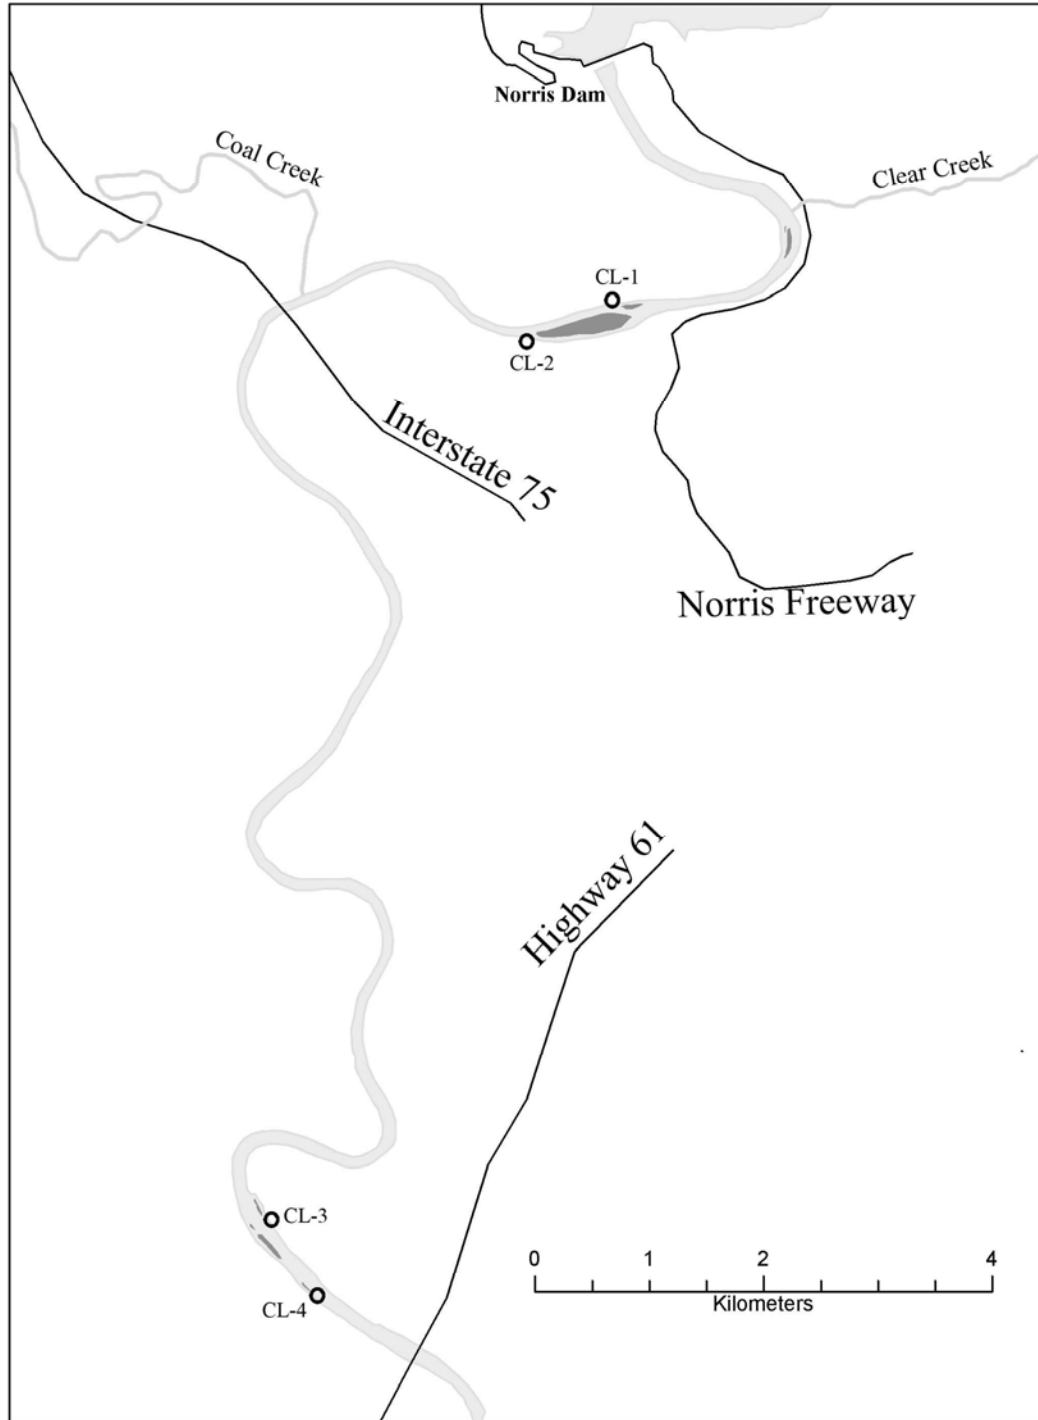 Norris Dam
Coal Creek
Clear Creek
CL-1
CL-2
Interstate 75
Norris Freeway
Highway 61
CL-3
CL-4
0 1 2 4
Kilometers